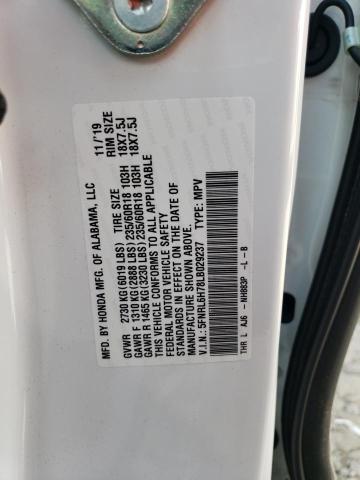 MFD. BY HONDA MFG. OF ALABAMA, LLC 11/'19
TIRE SIZE RIM SIZE
GVWR 2730 KG (6019 LBS)
GAWR F 1310 KG (2888 LBS) 235/60R18 103H 18X7.5J
GAWR R 1465 KG (3230 LBS) 235/60R18 103H 18X7.5J
THIS VEHICLE CONFORMS TO ALL APPLICABLE
FEDERAL MOTOR VEHICLE SAFETY
STANDARDS IN EFFECT ON THE DATE OF
MANUFACTURE SHOWN ABOVE.
V.I.N.: 5FNRL6H78LB029237 TYPE: MPV
THR L AJ6 - NH883P - L - B